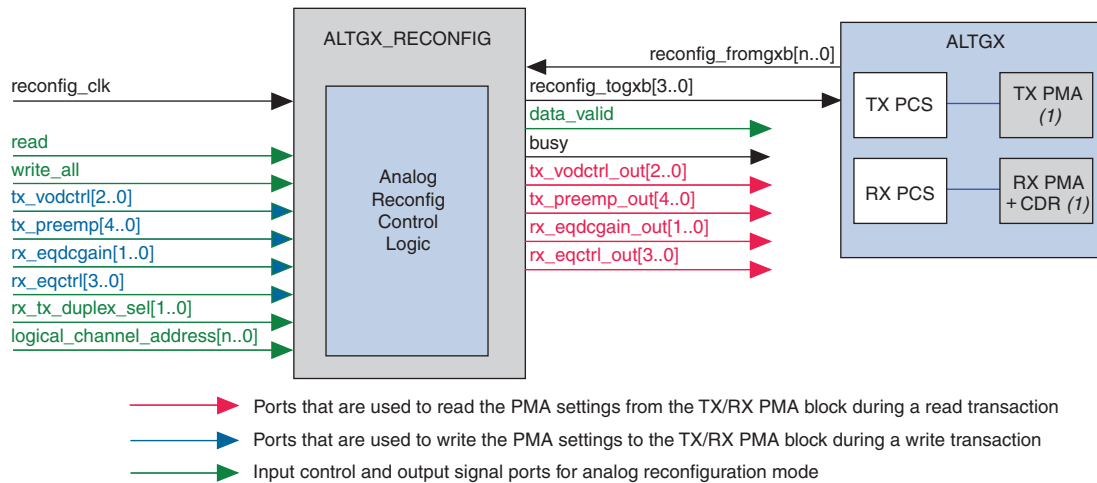 ALTGX_RECONFIG
ALTGX
reconfig_fromgxb[n..0]
reconfig_clk
reconfig_togxb[3..0]
data_valid
TX PCS
TX PMA
(1)
read
busy
write_all
tx_vodctrl_out[2..0]
tx_vodctrl[2..0]
tx_preemp_out[4..0]
tx_preemp[4..0]
rx_eqdcgain_out[1..0]
rx_eqdcgain[1..0]
rx_eqctrl_out[3..0]
rx_eqctrl[3..0]
rx_tx_duplex_sel[1..0]
logical_channel_address[n..0]
Analog
Reconfig
Control
Logic
RX PCS
RX PMA
+ CDR (1)
Ports that are used to read the PMA settings from the TX/RX PMA block during a read transaction
Ports that are used to write the PMA settings to the TX/RX PMA block during a write transaction
Input control and output signal ports for analog reconfiguration mode